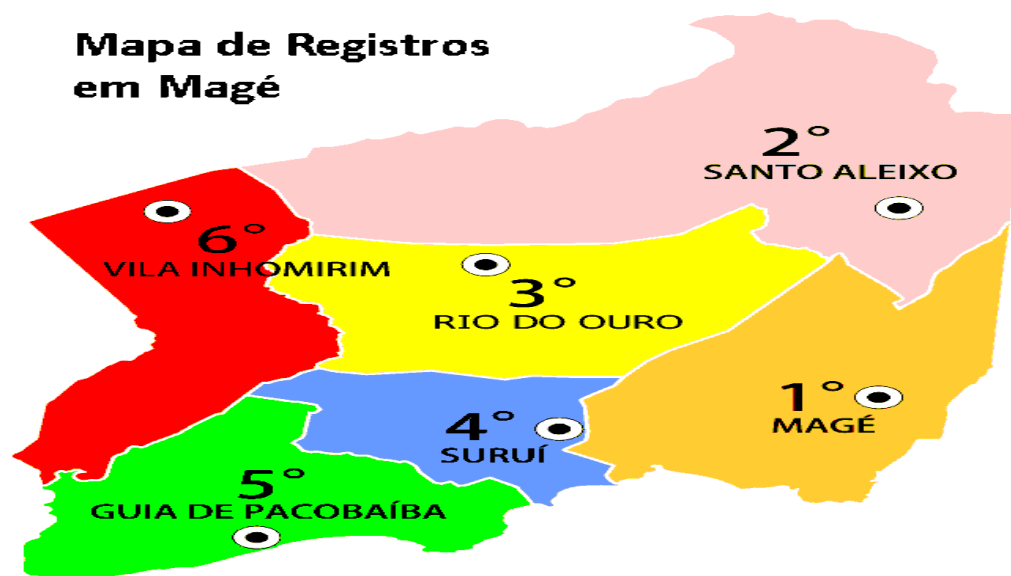 Mapa de Registros
em Magé
2°
SANTO ALEIXO
6°
VILA INHOMIRIM
3°
RIO DO OURO
1°
MAGÉ
4°
SURUÍ
5°
GUIA DE PACOBAÍBA